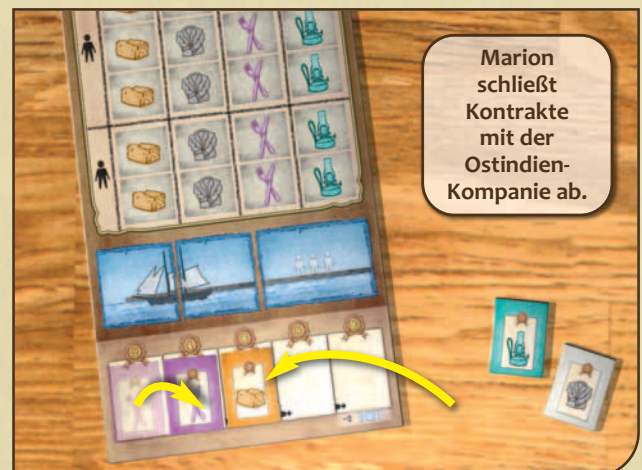 Marion
schließt
Kontrakte
mit der
Ostindien-
Kompanie ab.